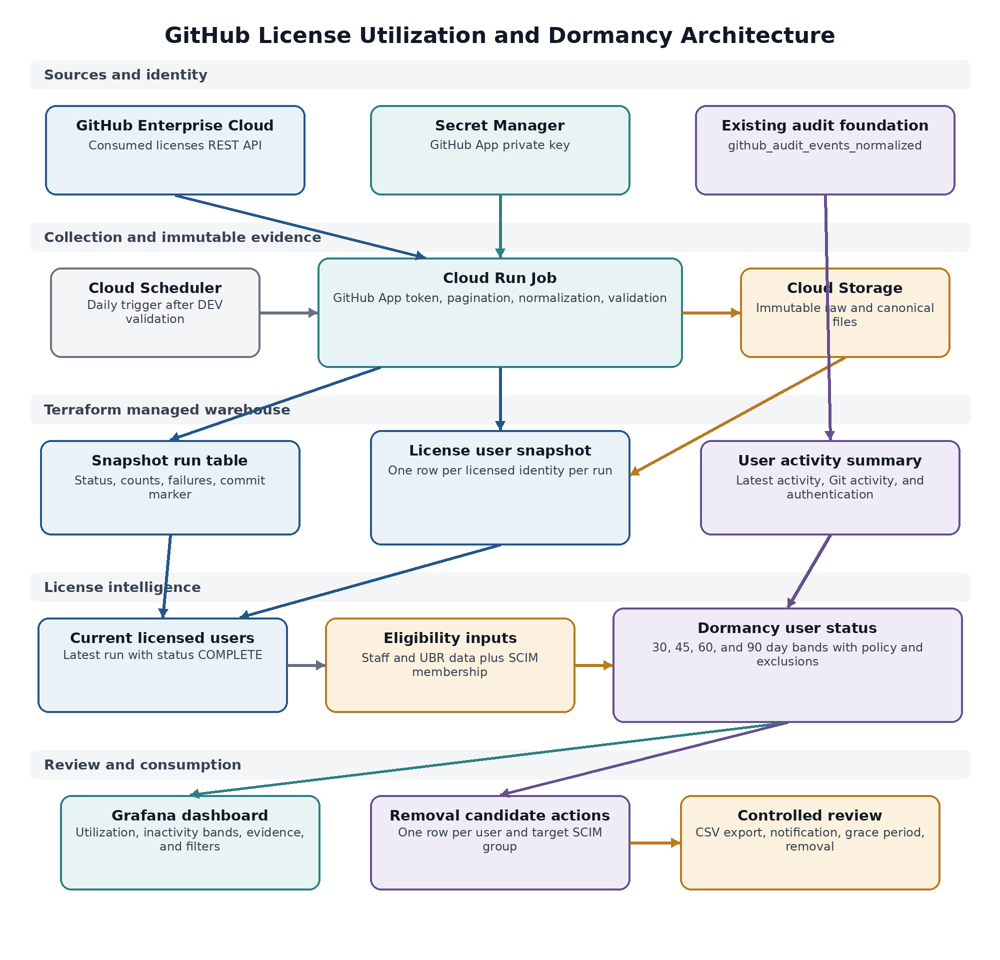 GitHub License Utilization and Dormancy Architecture
Sources and identity
GitHub Enterprise Cloud
Consumed licenses REST API
Secret Manager
GitHub App private key
Existing audit foundation
github_audit_events_normalized
Collection and immutable evidence
Cloud Scheduler
Daily trigger after DEV
validation
Cloud Run Job
GitHub App token, pagination, normalization, validation
Cloud Storage
Immutable raw and canonical
files
Terraform managed warehouse
Snapshot run table
Status, counts, failures, commit
marker
License user snapshot
One row per licensed identity per run
User activity summary
Latest activity, Git activity, and
authentication
License intelligence
Current licensed users
Latest run with status COMPLETE
Eligibility inputs
Staff and UBR data plus SCIM
membership
Dormancy user status
30, 45, 60, and 90 day bands with policy and
exclusions
Review and consumption
Grafana dashboard
Utilization, inactivity bands, evidence,
and filters
Removal candidate actions
One row per user and target SCIM
group
Controlled review
CSV export, notification, grace period,
removal